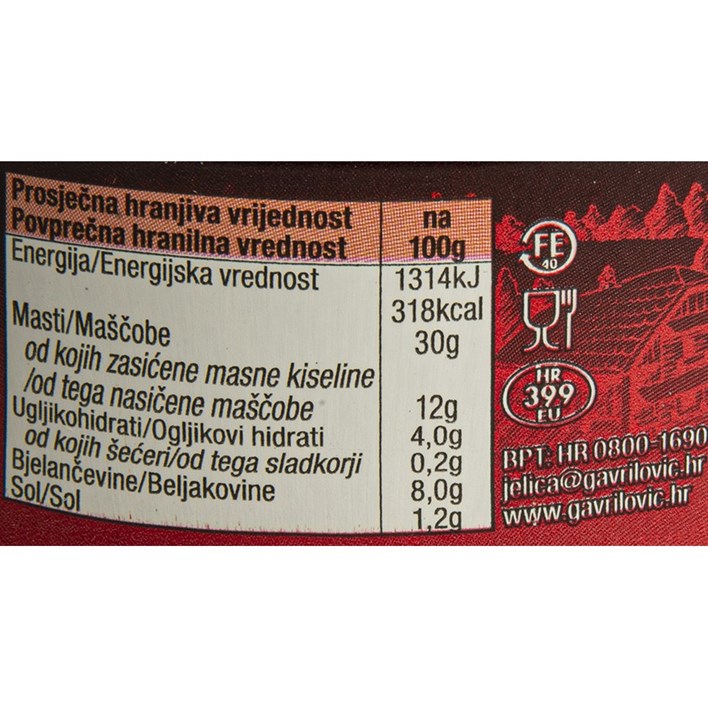 Prosječna hranjiva vrijednost
Povprečna hranilna vrednost
na
100g
Energija/Energijska vrednost
1314kJ
318kcal
Masti/Maščobe
30g
od kojih zasićene masne kiseline
/od tega nasičene maščobe
12g
Ugljikohidrati/Ogljikovi hidrati
4,0g
od kojih šećeri/od tega sladkorji
0,2g
Bjelančevine/Beljakovine
8,0g
Sol/Sol
1,2g
FE
40
HR
399
EU
BPT: HR 0800-1690
jelica@gavrilovic.hr
www.gavrilovic.hr